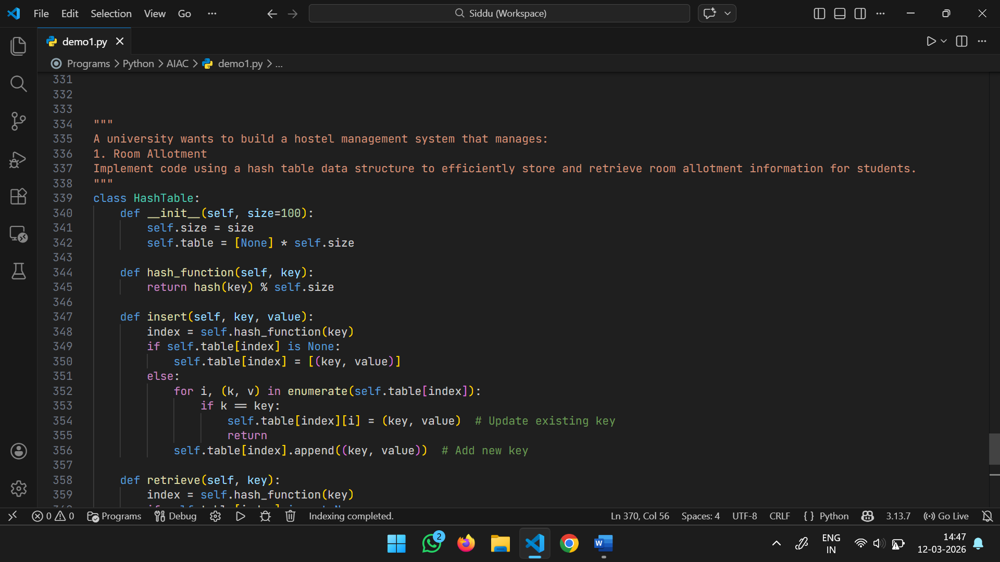 File Edit Selection View Go ··· Siddu (Workspace)
demo1.py
Programs > Python > AIAC > demo1.py > ...
331
332
333
334 """
335 A university wants to build a hostel management system that manages:
336 1. Room Allotment
337 Implement code using a hash table data structure to efficiently store and retrieve room allotment information for students.
338 """
339 class HashTable:
340     def __init__(self, size=100):
341         self.size = size
342         self.table = [None] * self.size
343
344     def hash_function(self, key):
345         return hash(key) % self.size
346
347     def insert(self, key, value):
348         index = self.hash_function(key)
349         if self.table[index] is None:
350             self.table[index] = [(key, value)]
351         else:
352             for i, (k, v) in enumerate(self.table[index]):
353                 if k == key:
354                     self.table[index][i] = (key, value)  # Update existing key
355                     return
356             self.table[index].append((key, value))  # Add new key
357
358     def retrieve(self, key):
359         index = self.hash_function(key)
0 0 Programs Debug Indexing completed. Ln 370, Col 56 Spaces: 4 UTF-8 CRLF { } Python 3.13.7 Go Live
2 W ENG IN 14:47
12-03-2026